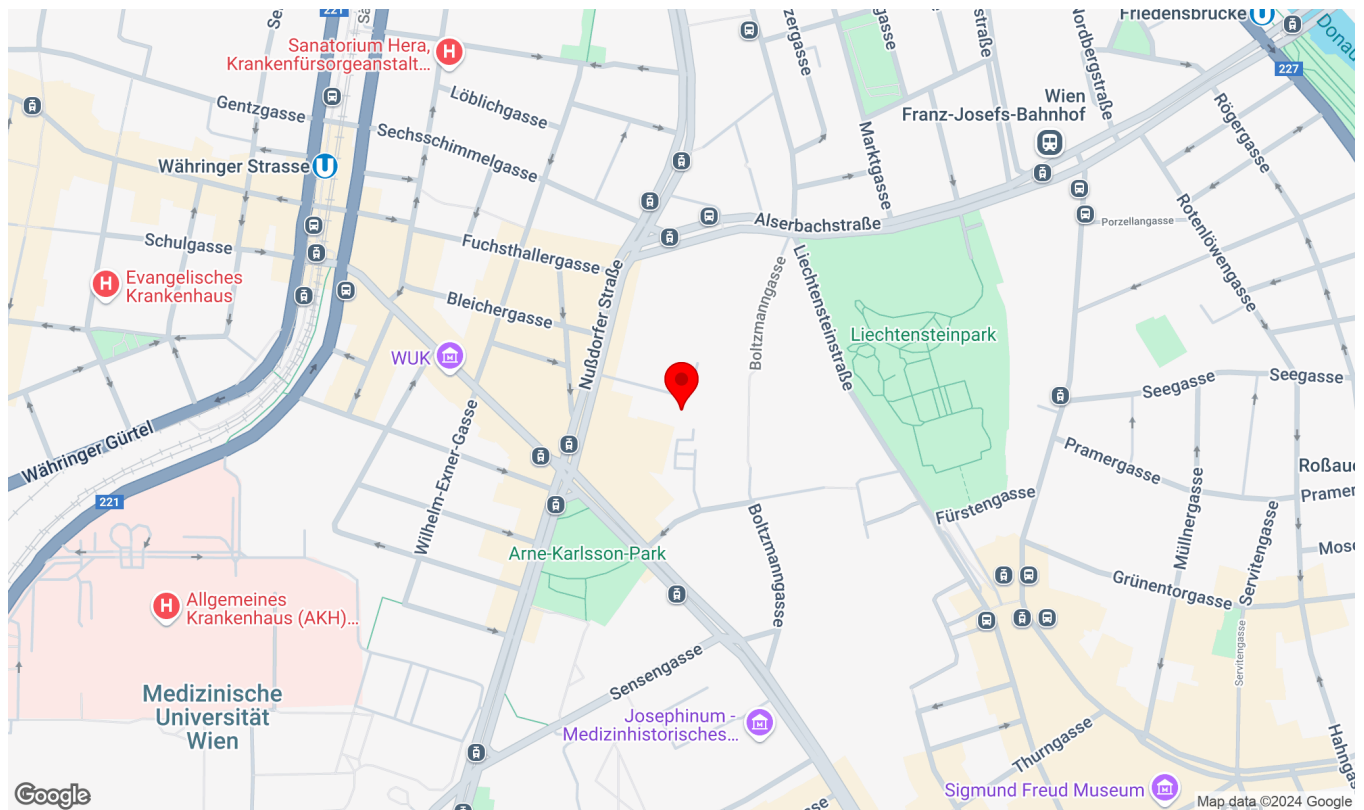 221
Friedensbrücke
Donau
227
Sanatorium Hera,
Krankenfürsorgeanstalt...
Gentzgasse
Löblichgasse
Sechsschimmelgasse
Währinger Strasse
Nordbergstraße
Wien
Franz-Josefs-Bahnhof
Marktgasse
Rögergasse
Rotenlöwengasse
Porzellangasse
Alserbachstraße
Schulgasse
Fuchsthallergasse
Evangelisches
Krankenhaus
Bleichergasse
Nußdorfer Straße
Boltzmanngasse
Liechtensteinstraße
Liechtensteinpark
WUK
Seegasse
Seegasse
Währinger Gürtel
221
Wilhelm-Exner-Gasse
Pramergasse
Müllnergasse
Servitengasse
Fürstengasse
Boltzmanngasse
Arne-Karlsson-Park
Grünentorgasse
Servitengasse
Allgemeines
Krankenhaus (AKH)...
Medizinische
Universität
Wien
Sensengasse
Josephinum -
Medizinhistorisches...
Thurngasse
Sigmund Freud Museum
Google
Map data ©2024 Google